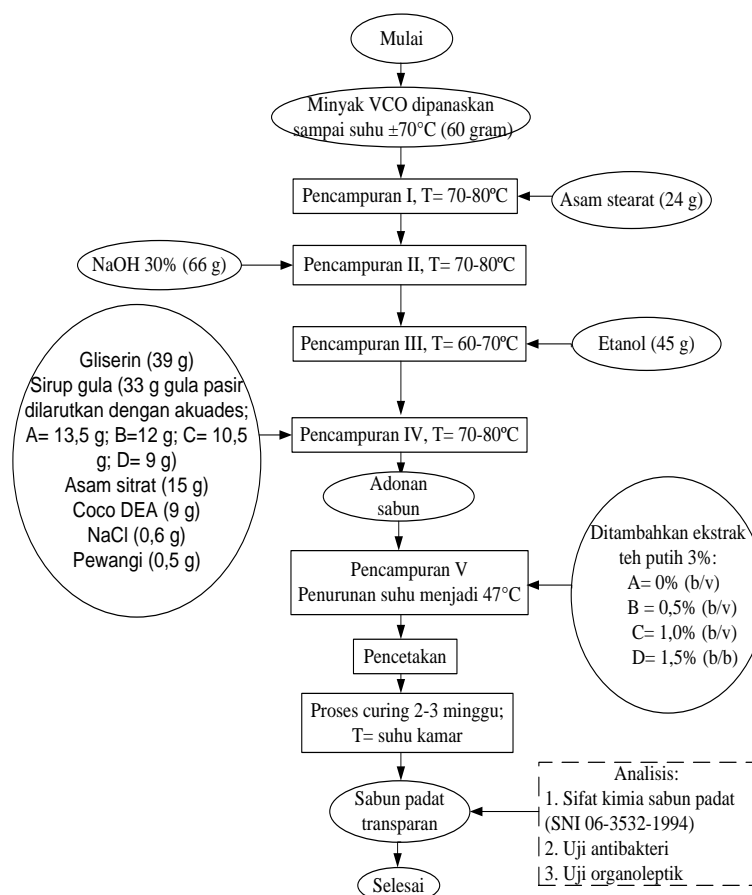 Mulai
Minyak VCO dipanaskan
sampai suhu ±70°C (60 gram)
Pencampuran I, T= 70-80ºC
Asam stearat (24 g)
NaOH 30% (66 g)
Pencampuran II, T= 70-80ºC
Pencampuran III, T= 60-70ºC
Etanol (45 g)
Gliserin (39 g)
Sirup gula (33 g gula pasir
dilarutkan dengan akuades;
A= 13,5 g; B=12 g; C= 10,5
g; D= 9 g)
Asam sitrat (15 g)
Coco DEA (9 g)
NaCl (0,6 g)
Pewangi (0,5 g)
Pencampuran IV, T= 70-80ºC
Adonan
sabun
Pencampuran V
Penurunan suhu menjadi 47°C
Ditambahkan ekstrak
teh putih 3%:
A= 0% (b/v)
B = 0,5% (b/v)
C= 1,0% (b/v)
D= 1,5% (b/b)
Pencetakan
Proses curing 2-3 minggu;
T= suhu kamar
Sabun padat
transparan
Analisis:
1. Sifat kimia sabun padat
(SNI 06-3532-1994)
2. Uji antibakteri
3. Uji organoleptik
Selesai